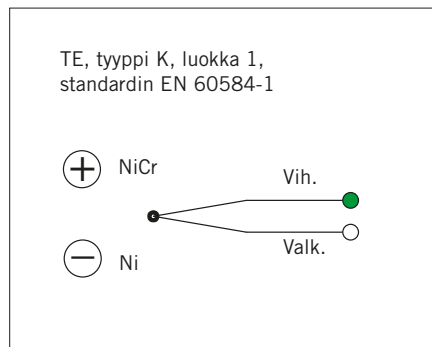 TE, tyyppi K, luokka 1,
standardin EN 60584-1
+ NiCr
Vih.
Valk.
− Ni